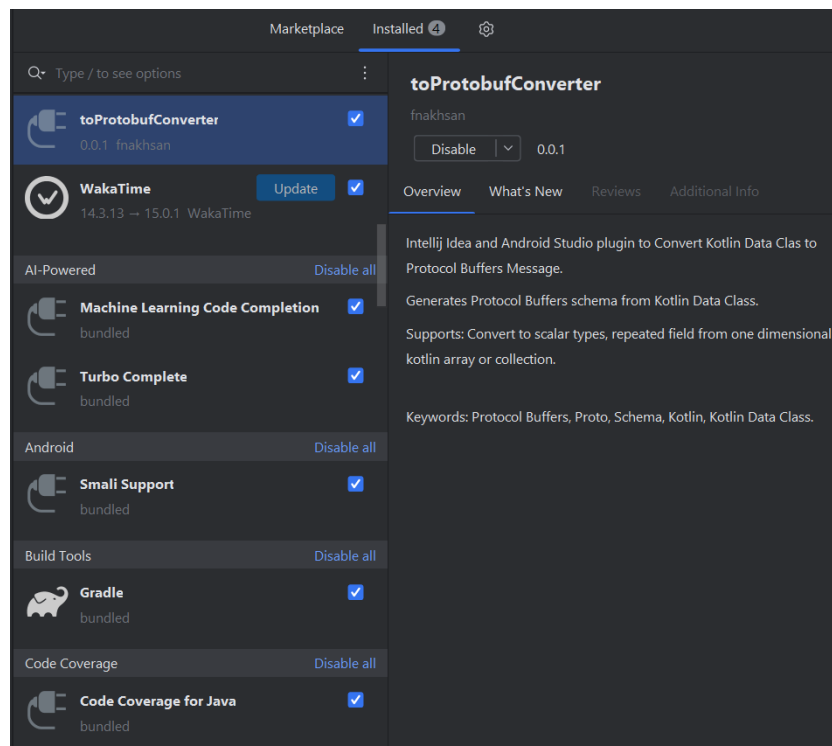 Marketplace Installed 4
Type / to see options
toProtobufConverter
0.0.1 fnakhsan
WakaTime
Update
14.3.13 → 15.0.1 WakaTime
AI-Powered Disable all
Machine Learning Code Completion
bundled
Turbo Complete
bundled
Android Disable all
Smali Support
bundled
Build Tools Disable all
Gradle
bundled
Code Coverage Disable all
Code Coverage for Java
bundled
toProtobufConverter
fnakhsan
Disable 0.0.1
Overview What's New Reviews Additional Info
Intellij Idea and Android Studio plugin to Convert Kotlin Data Clas to
Protocol Buffers Message.
Generates Protocol Buffers schema from Kotlin Data Class.
Supports: Convert to scalar types, repeated field from one dimensional
kotlin array or collection.
Keywords: Protocol Buffers, Proto, Schema, Kotlin, Kotlin Data Class.